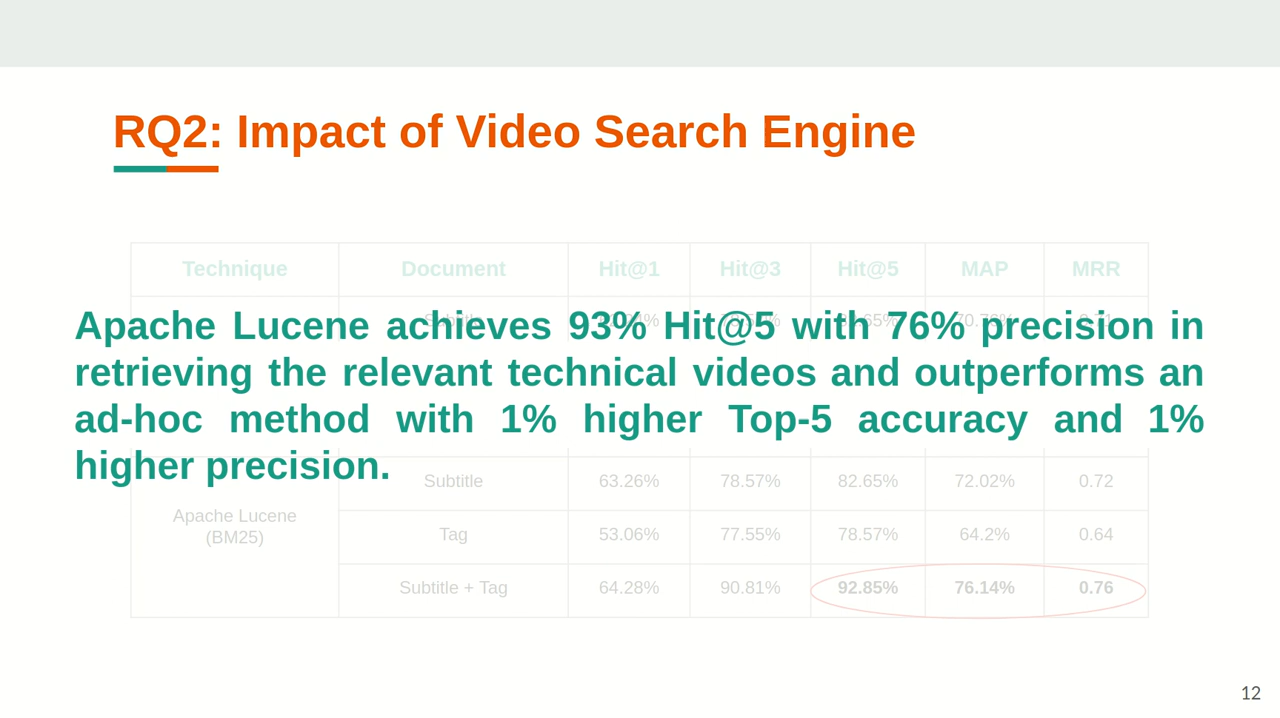 RQ2: Impact of Video Search Engine
Technique Document Hit@1 Hit@3 Hit@5 MAP MRR
Apache Lucene achieves 93% Hit@5 with 76% precision in
retrieving the relevant technical videos and outperforms an
ad-hoc method with 1% higher Top-5 accuracy and 1%
higher precision.
Subtitle 63.26% 78.57% 82.65% 72.02% 0.72
Apache Lucene
(BM25)
Tag 53.06% 77.55% 78.57% 64.2% 0.64
Subtitle + Tag 64.28% 90.81% 92.85% 76.14% 0.76
12